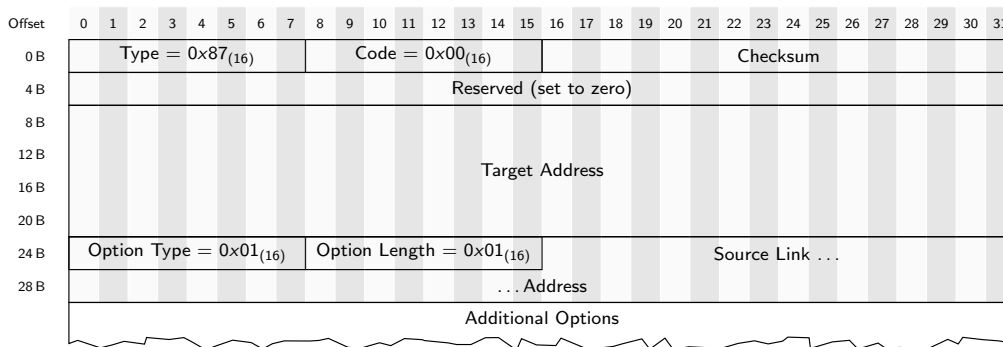 Offset 0 1 2 3 4 5 6 7 8 9 10 11 12 13 14 15 16 17 18 19 20 21 22 23 24 25 26 27 28 29 30 31
0 B Type = 0x87(16) Code = 0x00(16) Checksum
4 B Reserved (set to zero)
8 B
12 B
Target Address
16 B
20 B
24 B Option Type = 0x01(16) Option Length = 0x01(16) Source Link ...
28 B ... Address
Additional Options